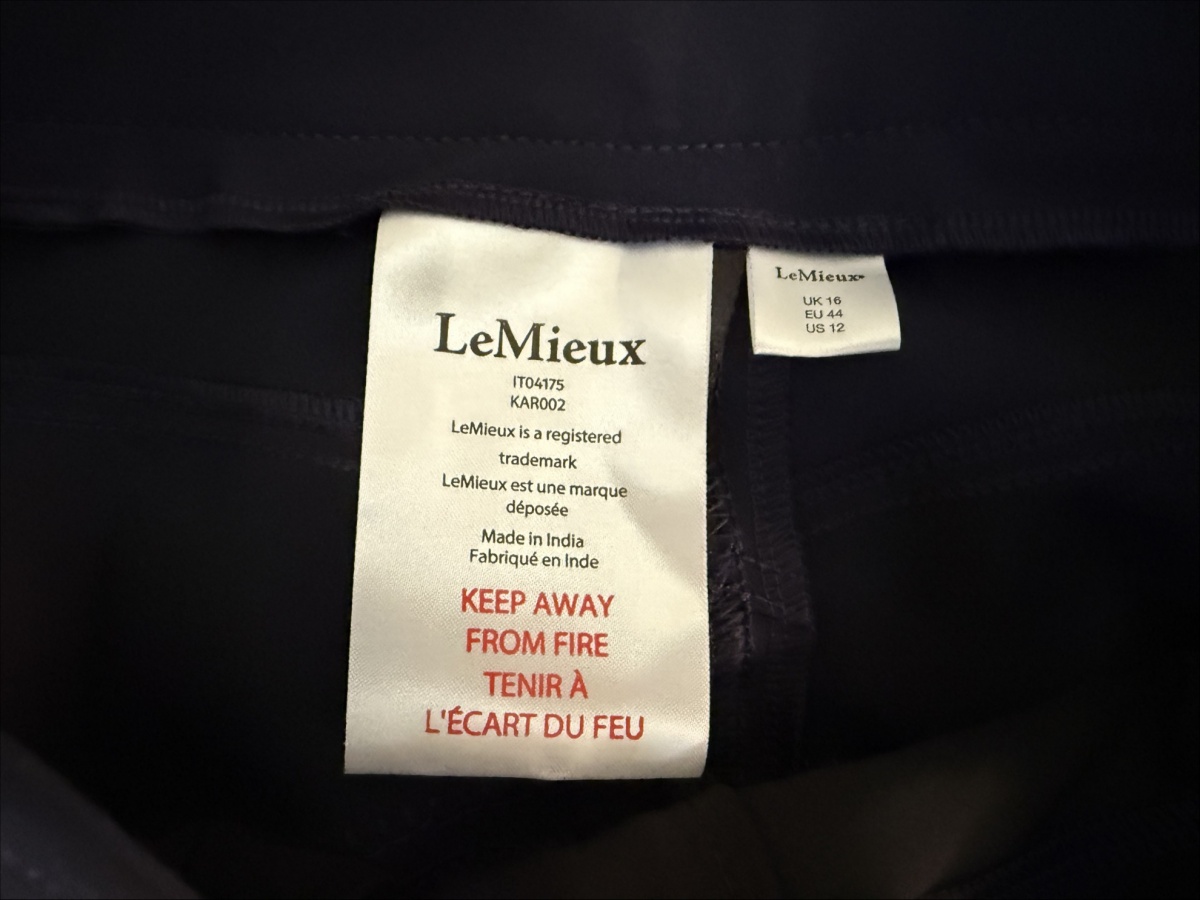 LeMieux
IT04175
KAR002
LeMieux is a registered
trademark
LeMieux est une marque
déposée
Made in India
Fabriqué en Inde
KEEP AWAY
FROM FIRE
TENIR À
L'ÉCART DU FEU
LeMieux
UK 16
EU 44
US 12